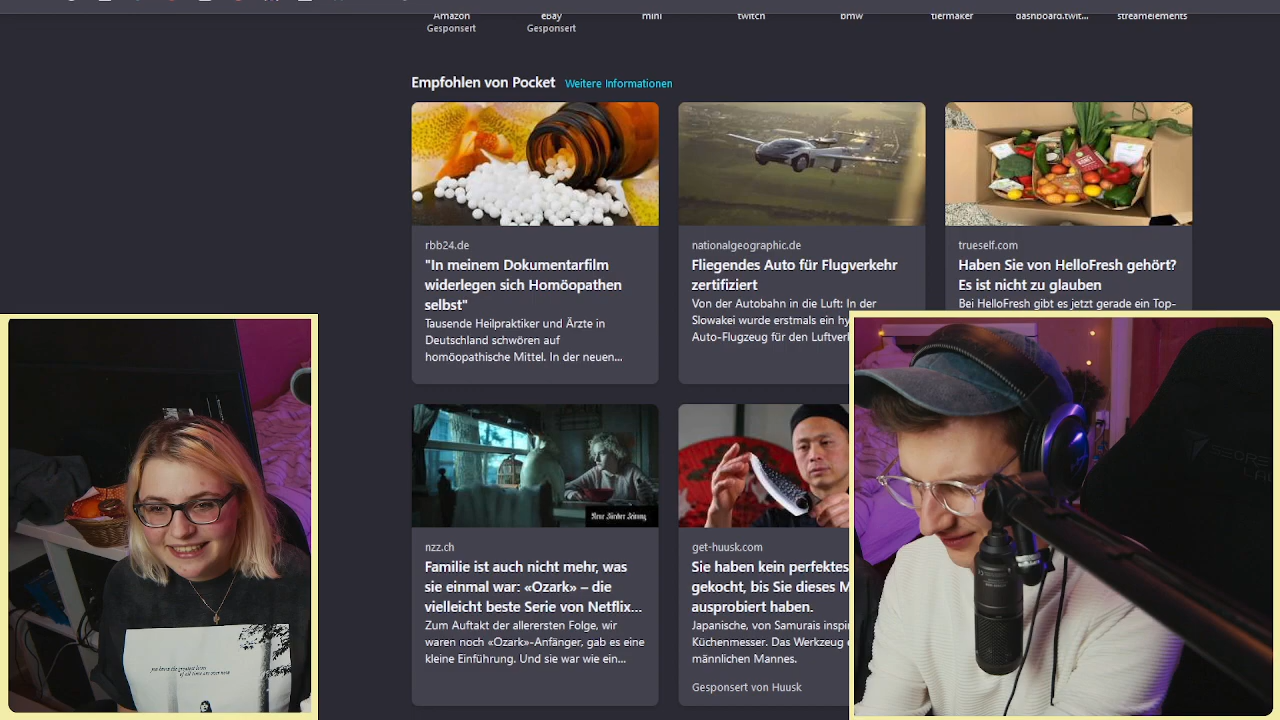 Amazon
Gesponsert
ebay
Gesponsert
mini
twitch
bmw
tiermaker
dashboard.twit...
streamelements
Empfohlen von Pocket Weitere Informationen
rbb24.de
"In meinem Dokumentarfilm
widerlegen sich Homöopathen
selbst"
Tausende Heilpraktiker und Ärzte in
Deutschland schwören auf
homöopathische Mittel. In der neuen...
nationalgeographic.de
Fliegendes Auto für Flugverkehr
zertifiziert
Von der Autobahn in die Luft: In der
Slowakei wurde erstmals ein hy
Auto-Flugzeug für den Luftverk
trueself.com
Haben Sie von HelloFresh gehört?
Es ist nicht zu glauben
Bei HelloFresh gibt es jetzt gerade ein Top-
Neue Zürcher Zeitung
nzz.ch
Familie ist auch nicht mehr, was
sie einmal war: «Ozark» – die
vielleicht beste Serie von Netflix...
Zum Auftakt der allerersten Folge, wir
waren noch «Ozark»-Anfänger, gab es eine
kleine Einführung. Und sie war wie ein...
get-huusk.com
Sie haben kein perfektes
gekocht, bis Sie dieses M
ausprobiert haben.
Japanische, von Samurais inspi
Küchenmesser. Das Werkzeug e
männlichen Mannes.
Gesponsert von Huusk